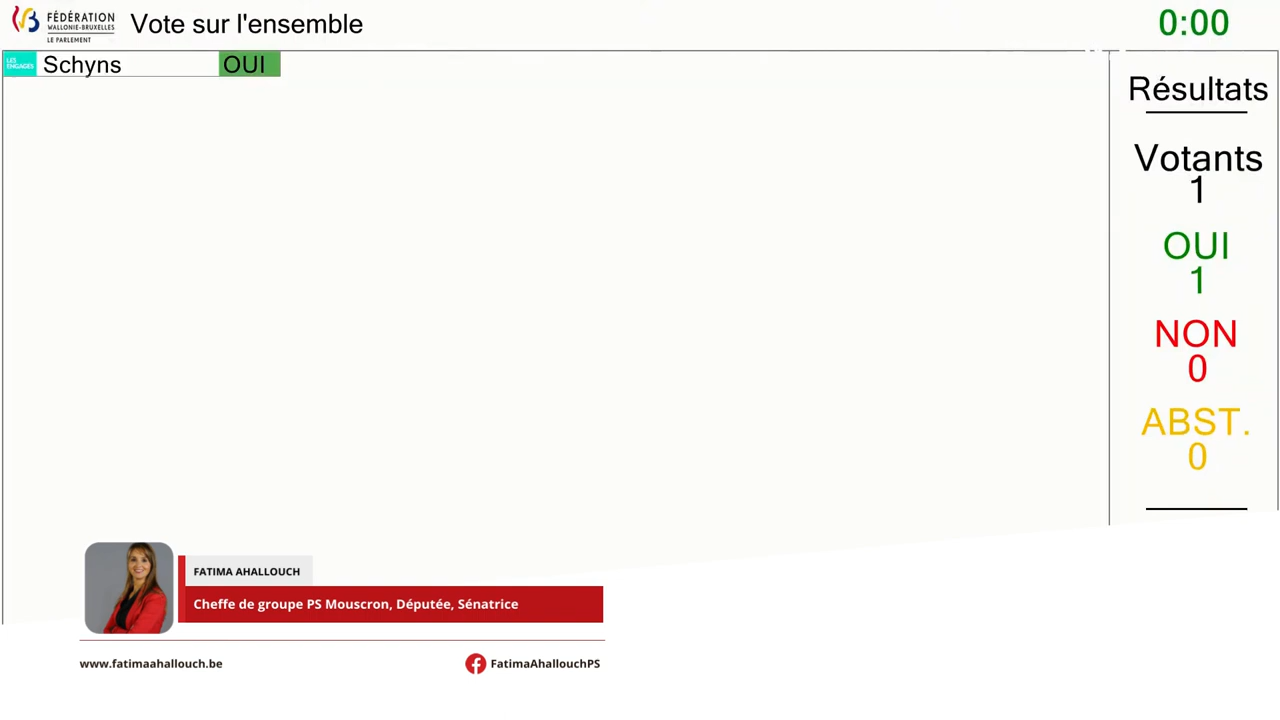 FÉDÉRATION
WALLONIE-BRUXELLES
LE PARLEMENT
Vote sur l'ensemble
0:00
LES ENGAGÉS
Schyns
OUI
Résultats
Votants
1
OUI
1
NON
0
ABST.
0
FATIMA AHALLOUCH
Cheffe de groupe PS Mouscron, Députée, Sénatrice
www.fatimaahallouch.be
FatimaAhallouchPS